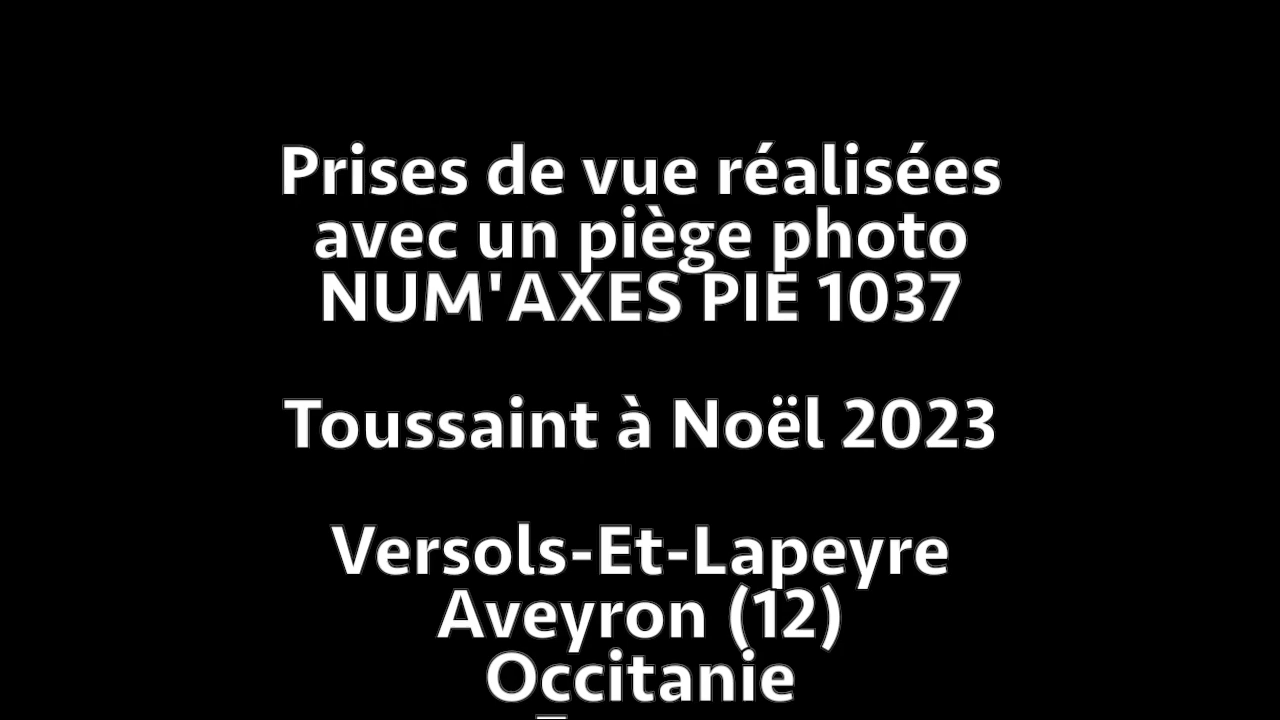 Prises de vue réalisées
avec un piège photo
NUM'AXES PIE 1037
Toussaint à Noël 2023
Versols-Et-Lapeyre
Aveyron (12)
Occitanie